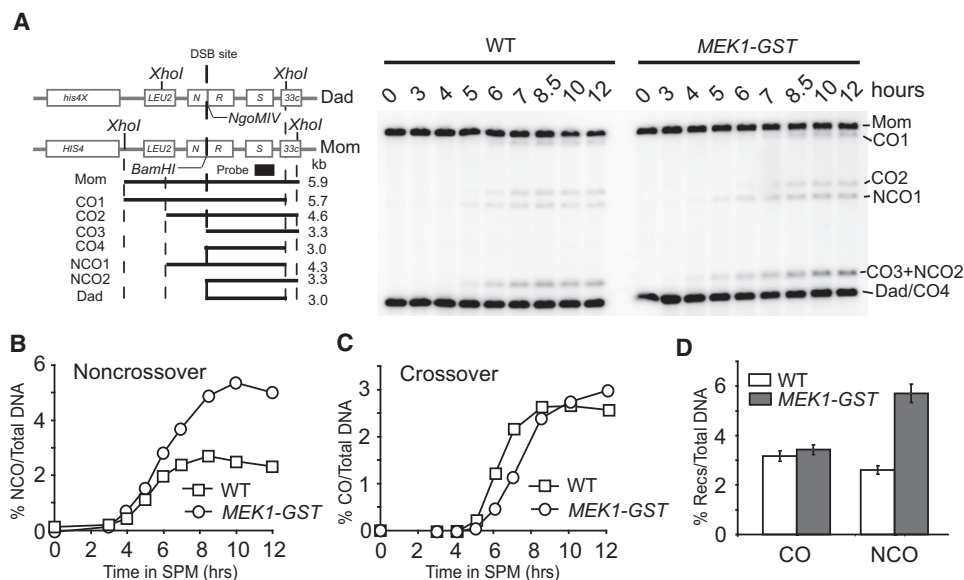 A
DSB site
XhoI
XhoI
his4X
LEU2
N
R
S
33c
Dad
NgoMIV
XhoI
HIS4
LEU2
N
R
S
33c
Mom
BamHI
Probe
kb
Mom
5.9
CO1
5.7
CO2
4.6
CO3
3.3
CO4
3.0
NCO1
4.3
NCO2
3.3
Dad
3.0
WT
MEK1-GST
0 3 4 5 6 7 8.5 10 12
0 3 4 5 6 7 8.5 10 12
hours
Mom
CO1
CO2
NCO1
CO3+NCO2
Dad/CO4
B
Noncrossover
% NCO/Total DNA
6
4
2
0
WT
MEK1-GST
0 2 4 6 8 10 12
Time in SPM (hrs)
C
Crossover
% CO/Total DNA
3
2
1
0
WT
MEK1-GST
0 2 4 6 8 10 12
Time in SPM (hrs)
D
WT
MEK1-GST
% Recs/Total DNA
6
4
2
0
CO
NCO